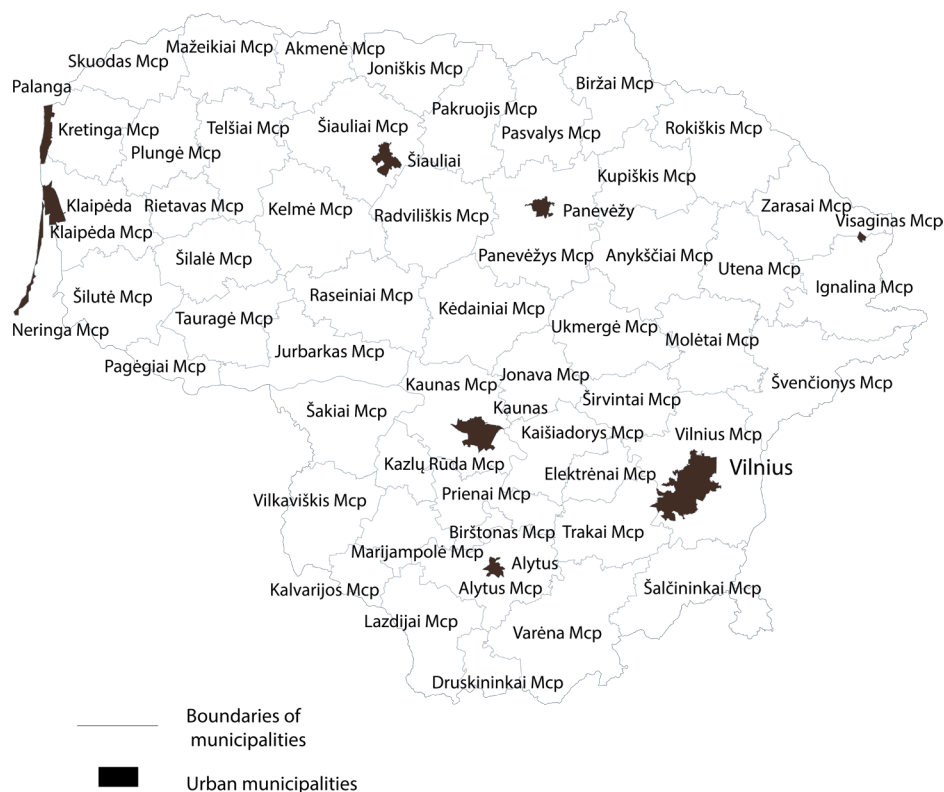 Mažeikiai Mcp
Akmenė Mcp
Skuodas Mcp
Joniškis Mcp
Biržai Mcp
Palanga
Pakruojis Mcp
Kretinga Mcp
Telšiai Mcp
Šiauliai Mcp
Pasvalys Mcp
Rokiškis Mcp
Plungė Mcp
Šiauliai
Kupiškis Mcp
Klaipėda
Rietavas Mcp
Kelmė Mcp
Radviliškis Mcp
Panevėžy
Zarasai Mcp
Visaginas Mcp
Klaipėda Mcp
Šilalė Mcp
Panevėžys Mcp
Anykščiai Mcp
Utena Mcp
Ignalina Mcp
Šilutė Mcp
Raseiniai Mcp
Kėdainiai Mcp
Neringa Mcp
Tauragė Mcp
Ukmergė Mcp
Molėtai Mcp
Jurbarkas Mcp
Pagėgiai Mcp
Kaunas Mcp
Jonava Mcp
Švenčionys Mcp
Šakiai Mcp
Kaunas
Širvintai Mcp
Kaišiadorys Mcp
Vilnius Mcp
Kazlų Rūda Mcp
Elektrėnai Mcp
Vilnius
Vilkaviškis Mcp
Prienai Mcp
Birštonas Mcp
Trakai Mcp
Marijampolė Mcp
Alytus
Kalvarijos Mcp
Alytus Mcp
Šalčininkai Mcp
Lazdijai Mcp
Varėna Mcp
Druskininkai Mcp
Boundaries of
municipalities
Urban municipalities